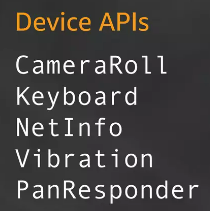 Device APIs
CameraRoll
Keyboard
NetInfo
Vibration
PanResponder